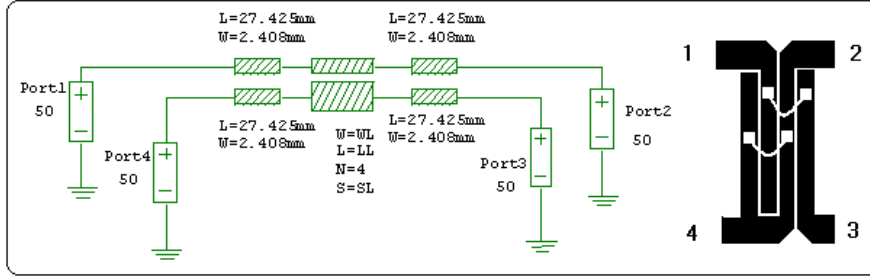 L=27.425mm
W=2.408mm
L=27.425mm
W=2.408mm
Port1
50
L=27.425mm
W=2.408mm
W=WL
L=LL
N=4
S=SL
L=27.425mm
W=2.408mm
Port4
50
Port3
50
Port2
50
1
2
4
3